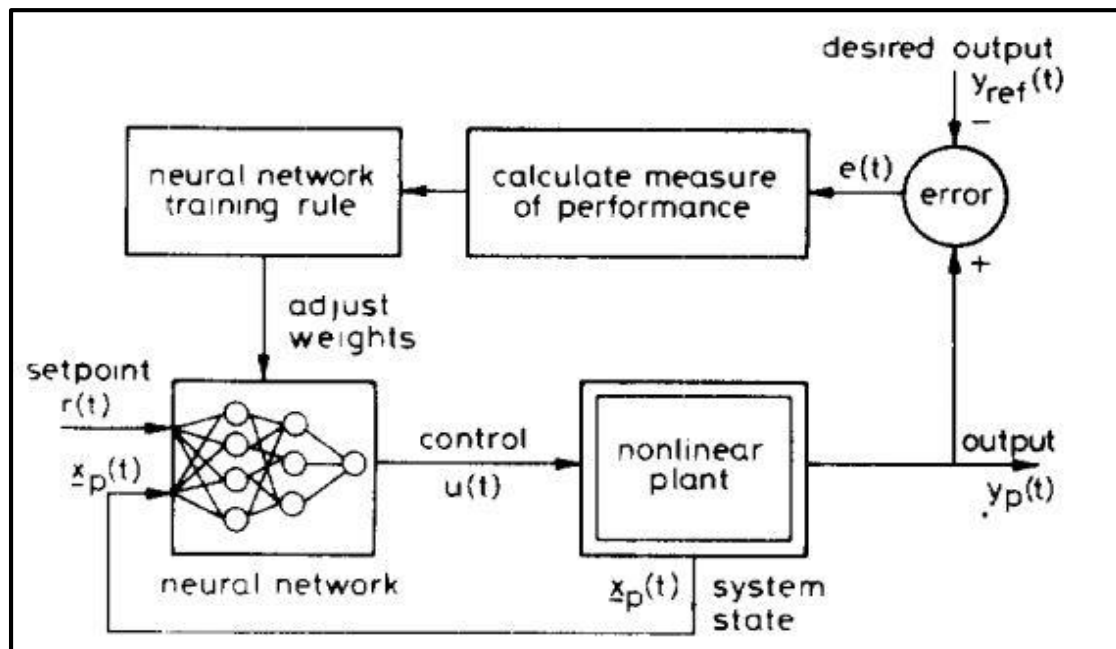 desired output
y_ref(t)
−
e(t)
error
+
calculate measure
of performance
neural network
training rule
adjust
weights
setpoint
r(t)
x_p(t)
neural network
control
u(t)
nonlinear
plant
output
y_p(t)
x_p(t)
system
state